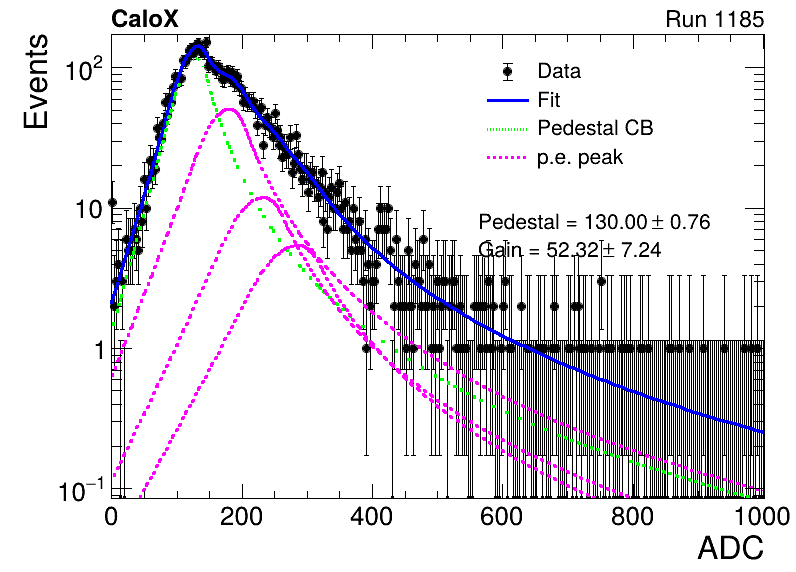 CaloX Run 1185
Events
10²
10
1
10⁻¹
Data
Fit
Pedestal CB
p.e. peak
Pedestal = 130.00 ± 0.76
Gain = 52.32 ± 7.24
0 200 400 600 800 1000
ADC